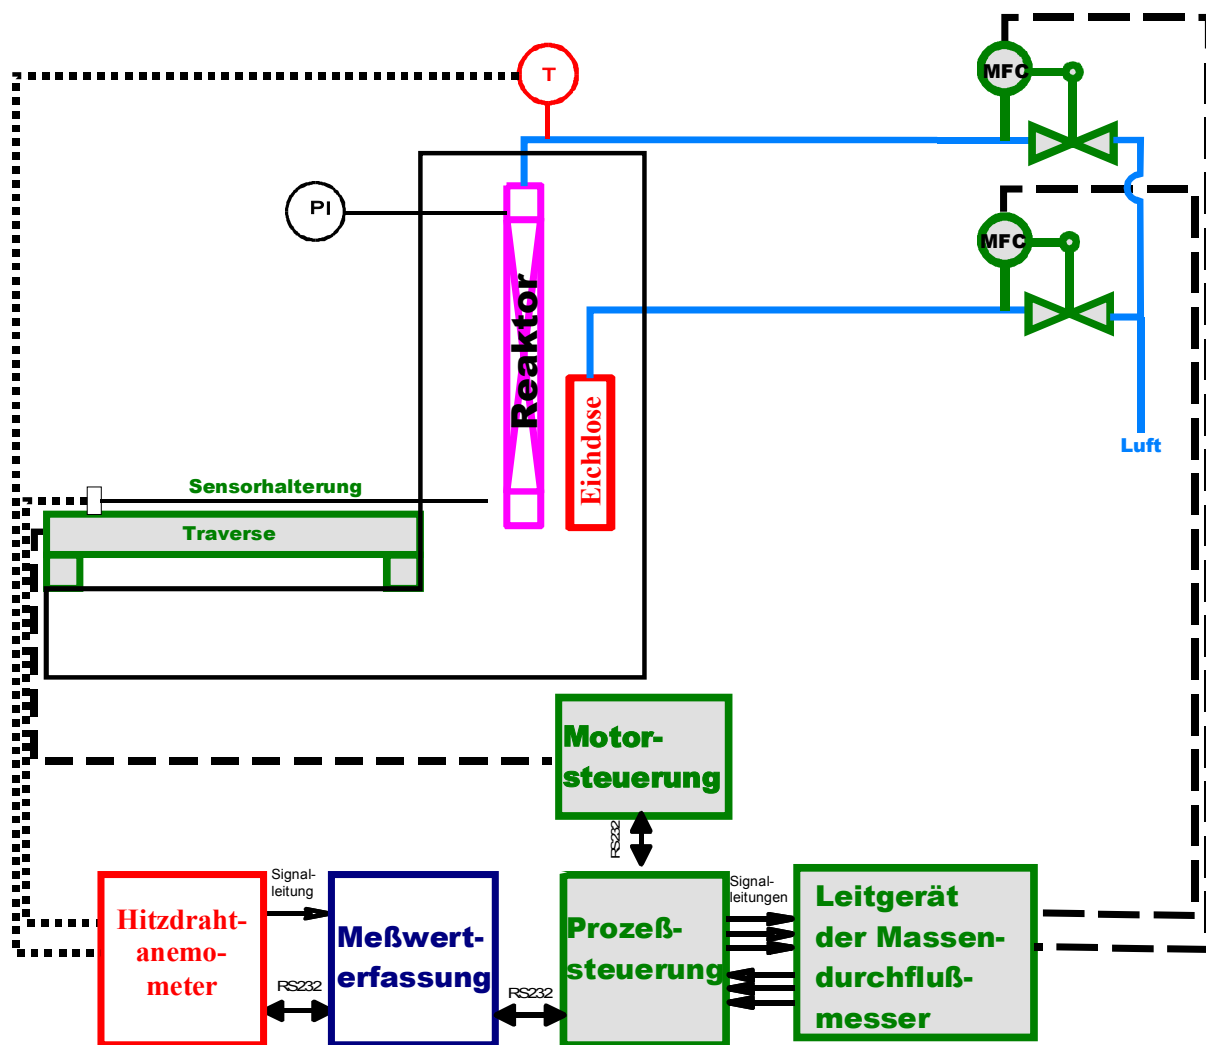 T
MFC
PI
MFC
Reaktor
Eichdose
Luft
Sensorhalterung
Traverse
Motor-
steuerung
RS232
Signal-
leitung
Signal-
leitungen
Hitzdraht-
anemo-
meter
Meßwert-
erfassung
Prozeß-
steuerung
Leitgerät
der Massen-
durchfluß-
messer
RS232
RS232